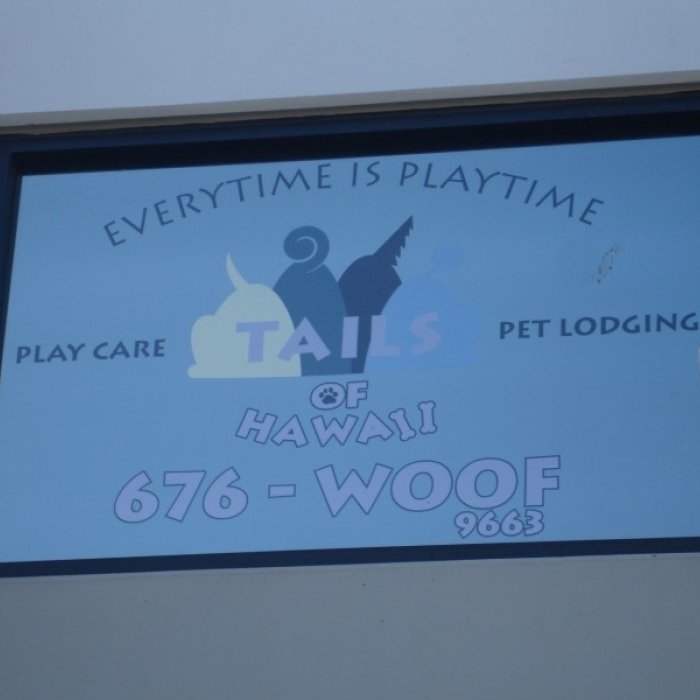 EVERYTIME IS PLAYTIME
TAILS
PLAY CARE
PET LODGING
OF
HAWAII
676 - WOOF
9663